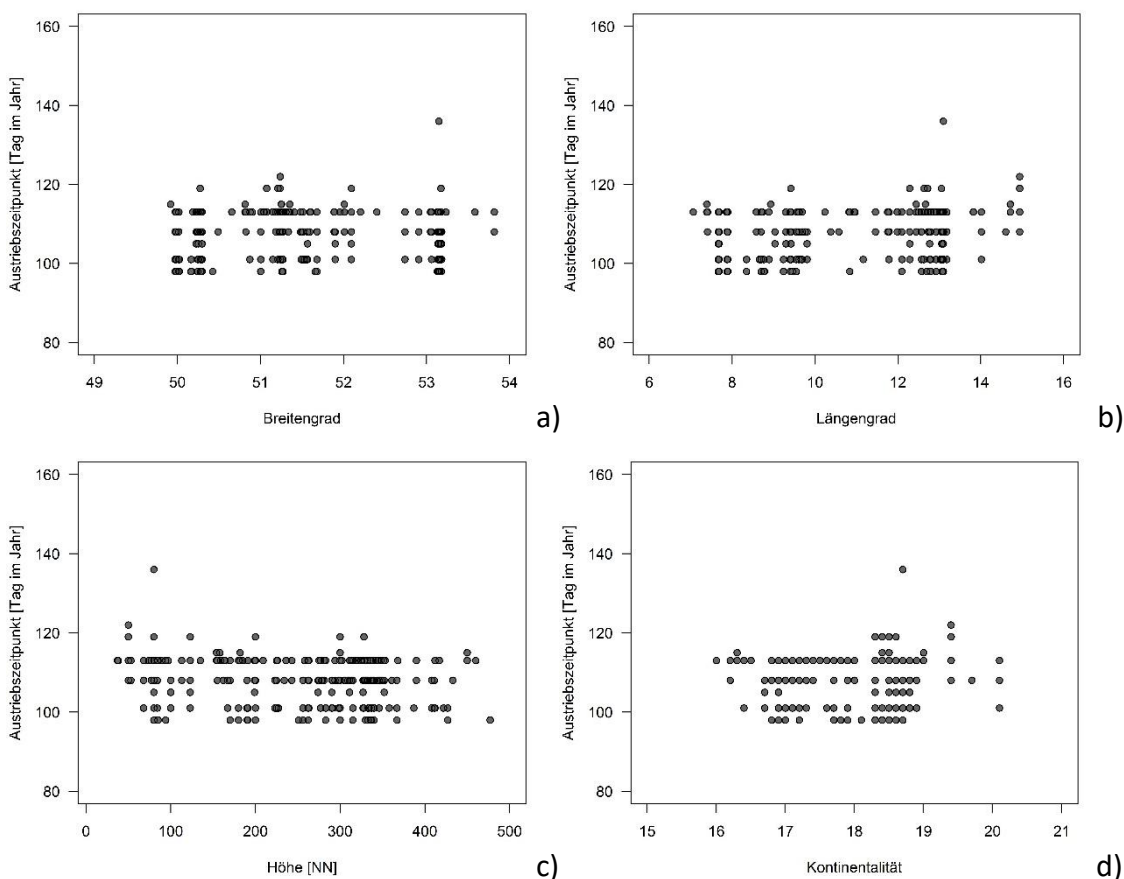 160
140
120
100
80
Austriebszeitpunkt [Tag im Jahr]
49 50 51 52 53 54
Breitengrad
a)
160
140
120
100
80
Austriebszeitpunkt [Tag im Jahr]
6 8 10 12 14 16
Längengrad
b)
160
140
120
100
80
Austriebszeitpunkt [Tag im Jahr]
0 100 200 300 400 500
Höhe [NN]
c)
160
140
120
100
80
Austriebszeitpunkt [Tag im Jahr]
15 16 17 18 19 20 21
Kontinentalität
d)